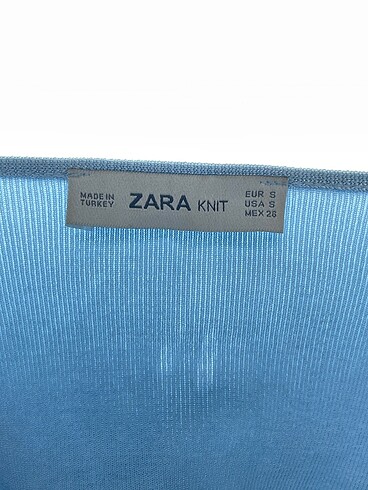 MADE IN
TURKEY
ZARA KNIT
EUR S
USA S
MEX 26